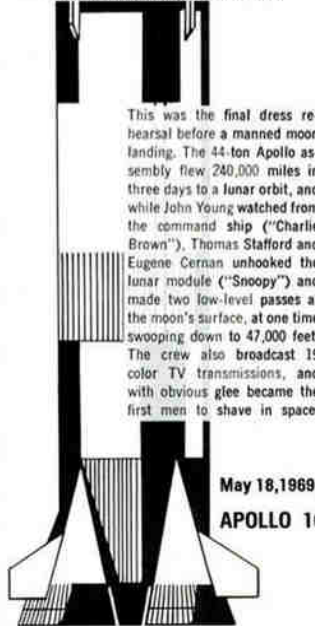 This was the final dress re-
hearsal before a manned moon
landing. The 44-ton Apollo as-
sembly flew 240,000 miles in
three days to a lunar orbit, and
while John Young watched from
the command ship ("Charlie
Brown"), Thomas Stafford and
Eugene Cernan unhooked the
lunar module ("Snoopy") and
made two low-level passes a
the moon's surface, at one time
swooping down to 47,000 feet
The crew also broadcast 19
color TV transmissions, and
with obvious glee became the
first men to shave in space
May 18,1969
APOLLO 1